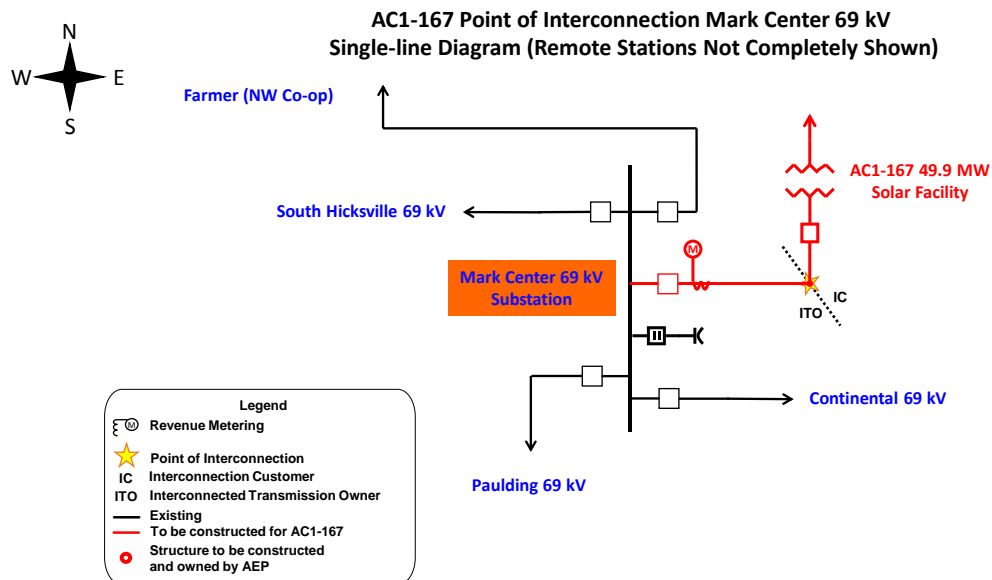 AC1-167 Point of Interconnection Mark Center 69 kV
Single-line Diagram (Remote Stations Not Completely Shown)
N
W
E
S
Farmer (NW Co-op)
AC1-167 49.9 MW
Solar Facility
South Hicksville 69 kV
M
Mark Center 69 kV
Substation
IC
ITO
Continental 69 kV
Paulding 69 kV
Legend
M
Revenue Metering
Point of Interconnection
IC
Interconnection Customer
ITO
Interconnected Transmission Owner
Existing
To be constructed for AC1-167
Structure to be constructed
and owned by AEP